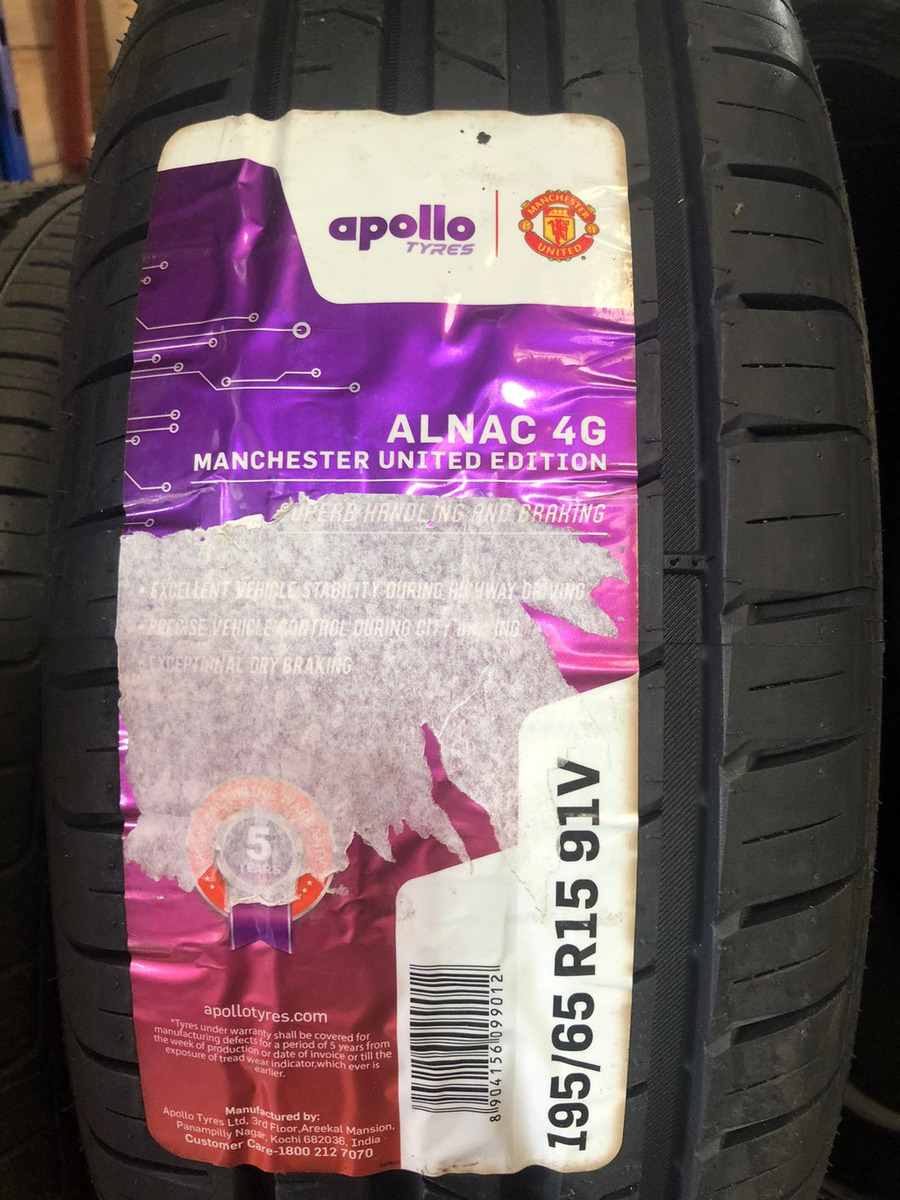 apollo
TYRES
MANCHESTER
UNITED
ALNAC 4G
MANCHESTER UNITED EDITION
SUPERB HANDLING AND BRAKING
• EXCELLENT VEHICLE STABILITY DURING HIGHWAY DRIVING
• PRECISE VEHICLE CONTROL DURING CITY DRIVING
• EXCEPTIONAL DRY BRAKING
5
YEARS
195/65 R15 91V
8 904156 099012
apollotyres.com
*Tyres under warranty shall be covered for
manufacturing defects for a period of 5 years from
the week of production or date of invoice or till the
exposure of tread wear indicator,which ever is
earlier.
Manufactured by:
Apollo Tyres Ltd, 3rd Floor,Areekal Mansion,
Panampilly Nagar, Kochi 682036, India
Customer Care-1800 212 7070